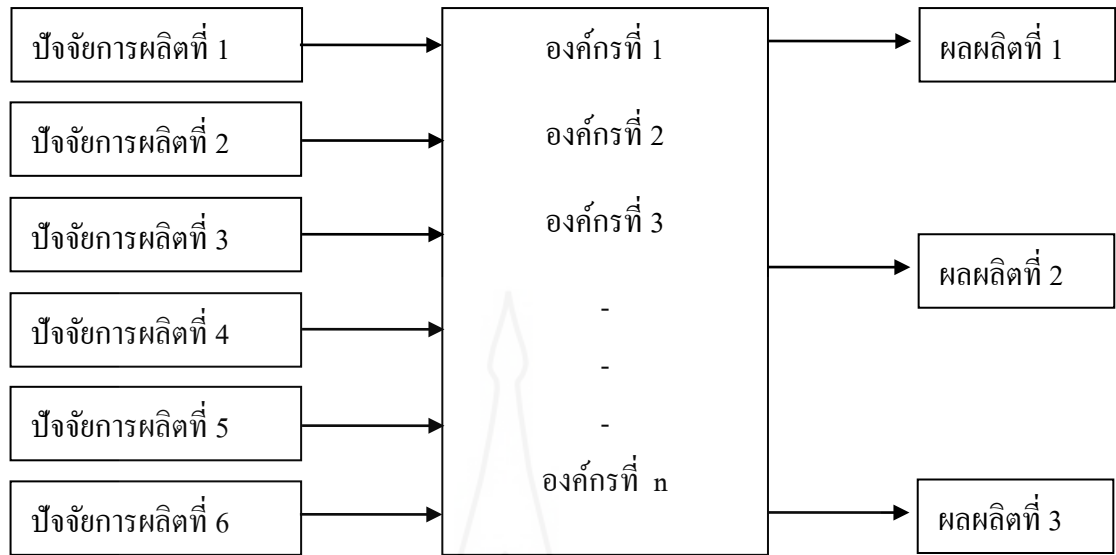 ปัจจัยการผลิตที่ 1
ปัจจัยการผลิตที่ 2
ปัจจัยการผลิตที่ 3
ปัจจัยการผลิตที่ 4
ปัจจัยการผลิตที่ 5
ปัจจัยการผลิตที่ 6
องค์กรที่ 1
องค์กรที่ 2
องค์กรที่ 3
-
-
-
องค์กรที่ n
ผลผลิตที่ 1
ผลผลิตที่ 2
ผลผลิตที่ 3